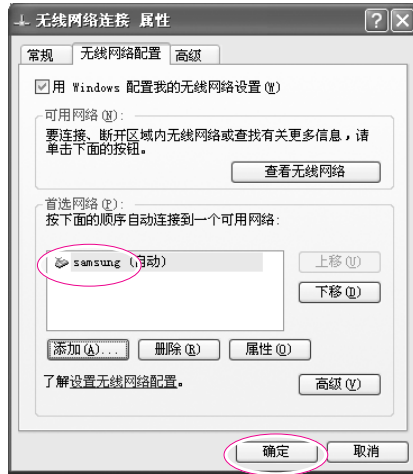 无线网络连接 属性
常规 无线网络配置 高级
用 Windows 配置我的无线网络设置(W)
可用网络(N):
要连接、断开区域内无线网络或查找有关更多信息，请
单击下面的按钮。
查看无线网络
首选网络(P):
按下面的顺序自动连接到一个可用网络:
samsung (自动)
上移(U)
下移(D)
添加(A)... 删除(R) 属性(O)
了解设置无线网络配置。
高级(V)
确定 取消